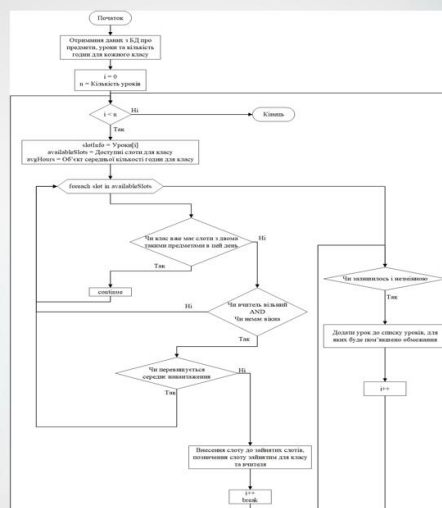 Початок
Отримання даних з БД про
предмети, уроки та кількість
годин для кожного класу
i = 0
n = Кількість уроків
i < n
Ні
Кінець
Так
slotInfo = Уроки[i]
availableSlots = Доступні слоти для класу
avgHours = Об'єкт середньої кількості годин для класу
foreach slot in availableSlots
Чи клас вже має слоти з двома
такими предметами в цей день
Ні
Так
continue
Чи залишилось і незмінною
Так
Чи вчитель вільний
AND
Чи немає вікна
Ні
Так
Додати урок до списку уроків, для
яких буде пом'якшено обмеження
Чи перевищується
середнє навантаження
Ні
Так
i++
Внесення слоту до зайнятих слотів,
позначення слоту зайнятим для класу
та вчителя
i++
break